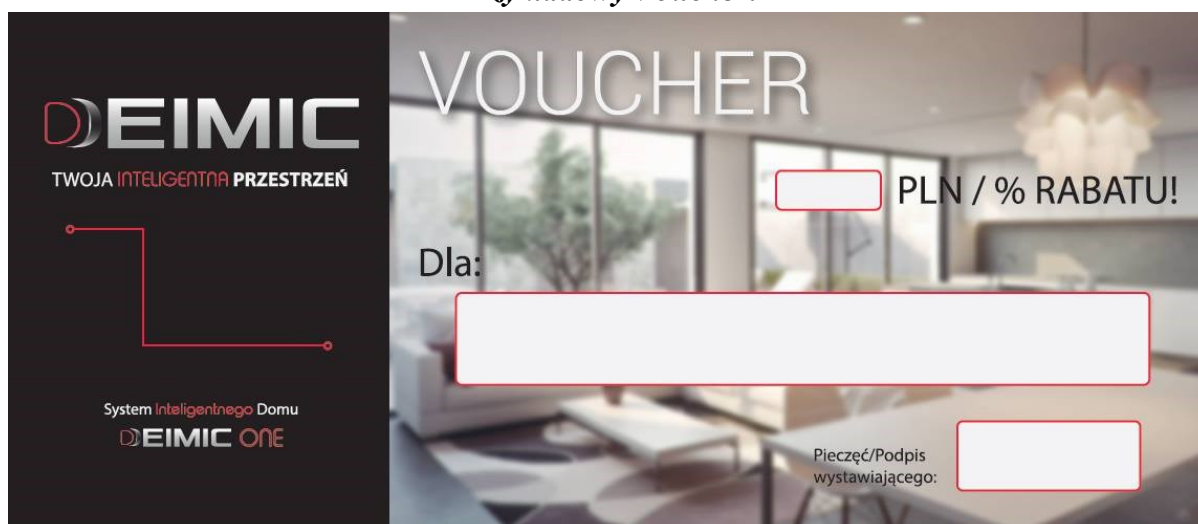 DEIMIC
TWOJA INTELIGENTNA PRZESTRZEŃ
System Inteligentnego Domu
DEIMIC ONE
VOUCHER
PLN / % RABATU!
Dla:
Pieczęć/Podpis
wystawiającego: